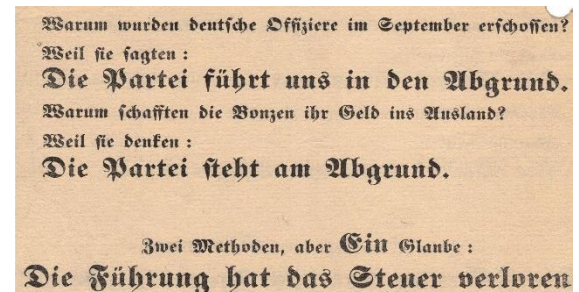 Warum wurden deutsche Offiziere im September erschossen?
Weil sie sagten:
Die Partei führt uns in den Abgrund.
Warum schafften die Bonzen ihr Geld ins Ausland?
Weil sie denken:
Die Partei steht am Abgrund.
Zwei Methoden, aber Ein Glaube:
Die Führung hat das Steuer verloren